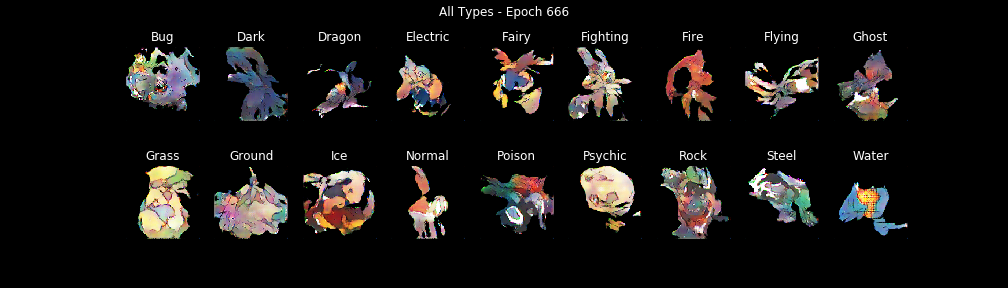 All Types - Epoch 666
Bug Dark Dragon Electric Fairy Fighting Fire Flying Ghost
Grass Ground Ice Normal Poison Psychic Rock Steel Water